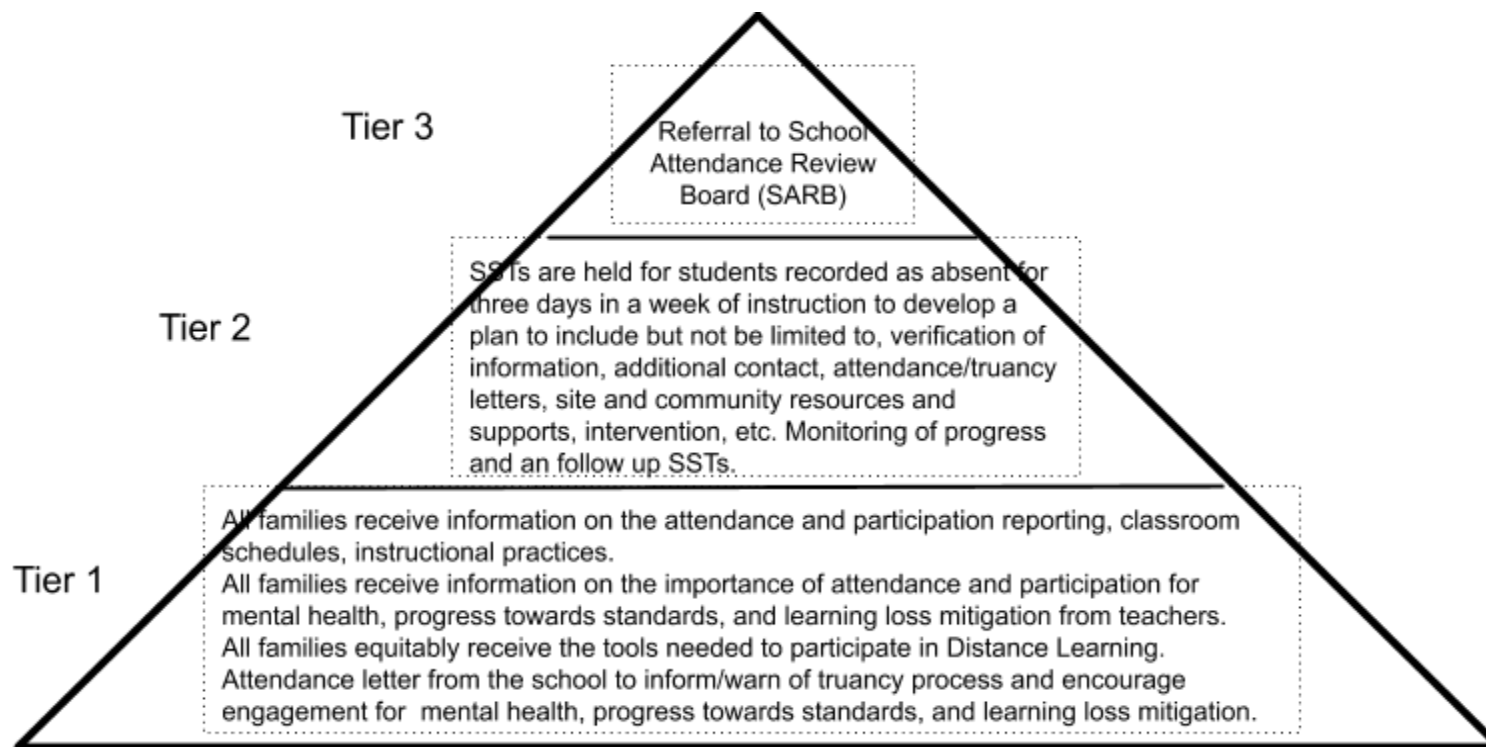 Tier 3
Referral to School
Attendance Review
Board (SARB)
Tier 2
SSTs are held for students recorded as absent for
three days in a week of instruction to develop a
plan to include but not be limited to, verification of
information, additional contact, attendance/truancy
letters, site and community resources and
supports, intervention, etc. Monitoring of progress
and an follow up SSTs.
Tier 1
All families receive information on the attendance and participation reporting, classroom
schedules, instructional practices.
All families receive information on the importance of attendance and participation for
mental health, progress towards standards, and learning loss mitigation from teachers.
All families equitably receive the tools needed to participate in Distance Learning.
Attendance letter from the school to inform/warn of truancy process and encourage
engagement for  mental health, progress towards standards, and learning loss mitigation.